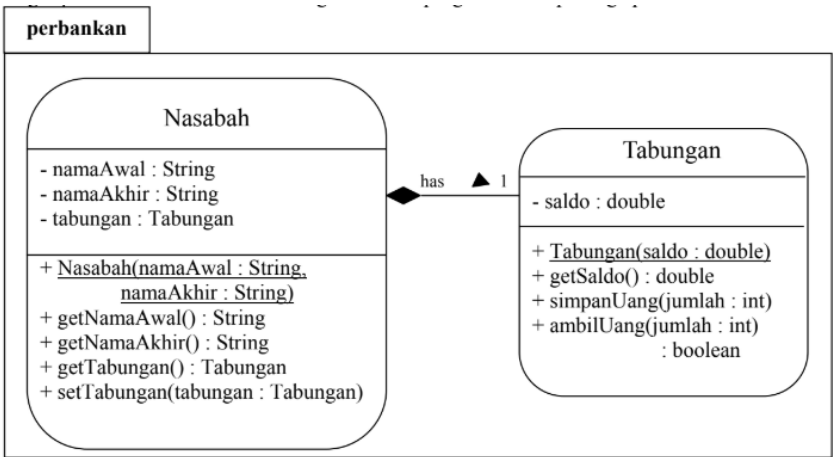 perbankan
Nasabah
- namaAwal : String
- namaAkhir : String
- tabungan : Tabungan
+ Nasabah(namaAwal : String,
namaAkhir : String)
+ getNamaAwal() : String
+ getNamaAkhir() : String
+ getTabungan() : Tabungan
+ setTabungan(tabungan : Tabungan)
has
1
Tabungan
- saldo : double
+ Tabungan(saldo : double)
+ getSaldo() : double
+ simpanUang(jumlah : int)
+ ambilUang(jumlah : int)
: boolean